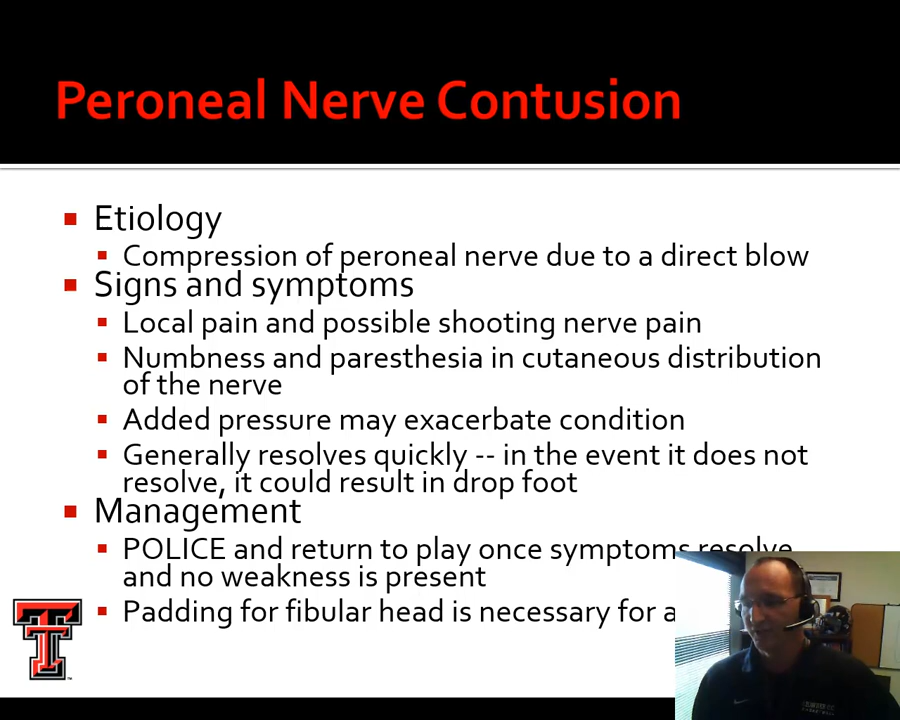 Peroneal Nerve Contusion
Etiology
Compression of peroneal nerve due to a direct blow
Signs and symptoms
Local pain and possible shooting nerve pain
Numbness and paresthesia in cutaneous distribution
of the nerve
Added pressure may exacerbate condition
Generally resolves quickly -- in the event it does not
resolve, it could result in drop foot
Management
POLICE and return to play once symptoms resolve
and no weakness is present
Padding for fibular head is necessary for a